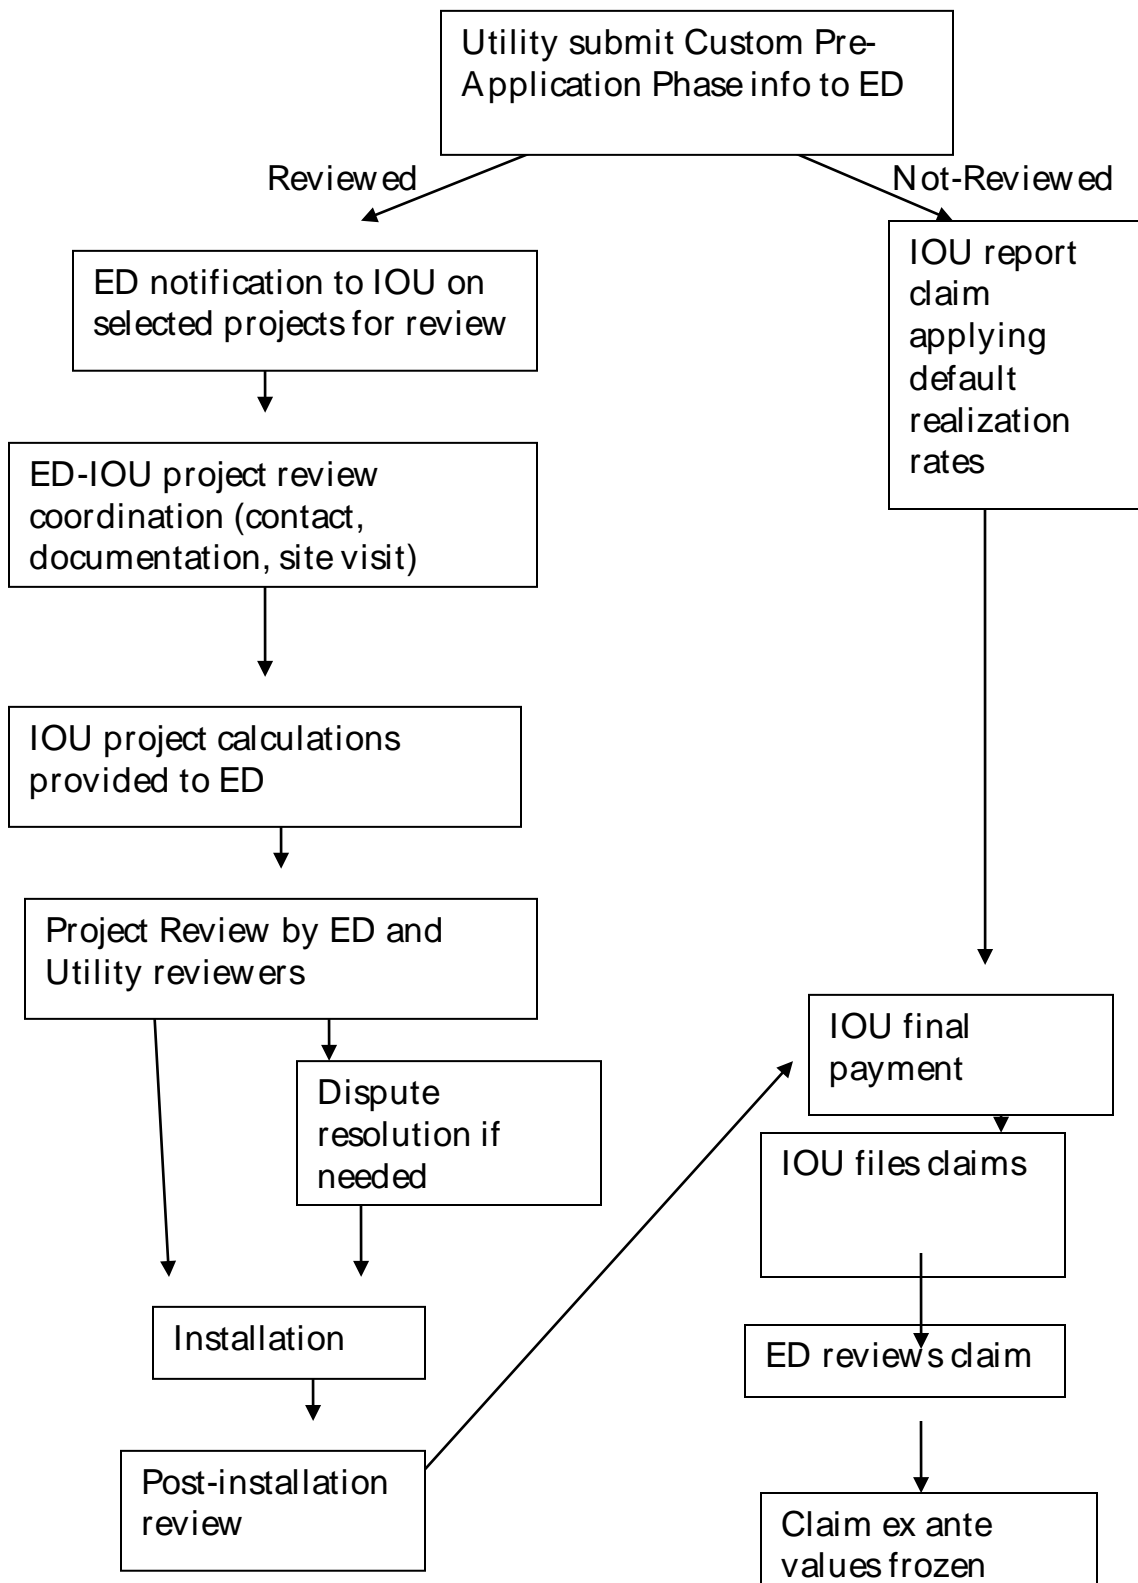 Utility submit Custom Pre-
Application Phase info to ED
Reviewed
Not-Reviewed
ED notification to IOU on
selected projects for review
IOU report
claim
applying
default
realization
rates
ED-IOU project review
coordination (contact,
documentation, site visit)
IOU project calculations
provided to ED
Project Review by ED and
Utility reviewers
Dispute
resolution if
needed
Installation
Post-installation
review
IOU final
payment
IOU files claims
ED review's claim
Claim ex ante
values frozen